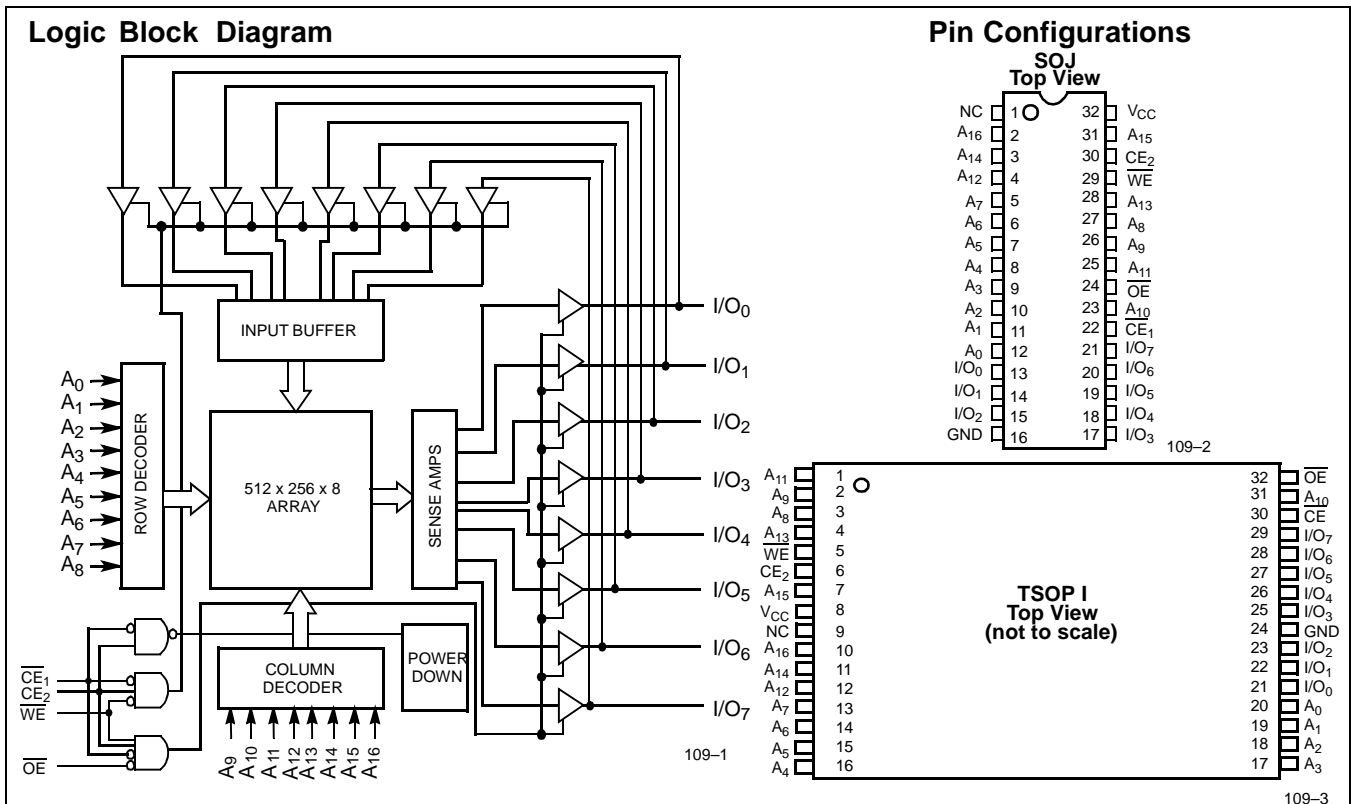 Logic Block Diagram
INPUT BUFFER
A0
A1
A2
A3
A4
A5
A6
A7
A8
ROW DECODER
512 x 256 x 8
ARRAY
SENSE AMPS
I/O0
I/O1
I/O2
I/O3
I/O4
I/O5
I/O6
I/O7
COLUMN
DECODER
POWER
DOWN
CE1
CE2
WE
OE
A9
A10
A11
A12
A13
A14
A15
A16
109–1
Pin Configurations
SOJ
Top View
NC 1 32 VCC
A16 2 31 A15
A14 3 30 CE2
A12 4 29 WE
A7 5 28 A13
A6 6 27 A8
A5 7 26 A9
A4 8 25 A11
A3 9 24 OE
A2 10 23 A10
A1 11 22 CE1
A0 12 21 I/O7
I/O0 13 20 I/O6
I/O1 14 19 I/O5
I/O2 15 18 I/O4
GND 16 17 I/O3
109–2
A11 1 32 OE
A9 2 31 A10
A8 3 30 CE
A13 4 29 I/O7
WE 5 28 I/O6
CE2 6 27 I/O5
A15 7 26 I/O4
VCC 8 25 I/O3
NC 9 24 GND
A16 10 23 I/O2
A14 11 22 I/O1
A12 12 21 I/O0
A7 13 20 A0
A6 14 19 A1
A5 15 18 A2
A4 16 17 A3
TSOP I
Top View
(not to scale)
109–3